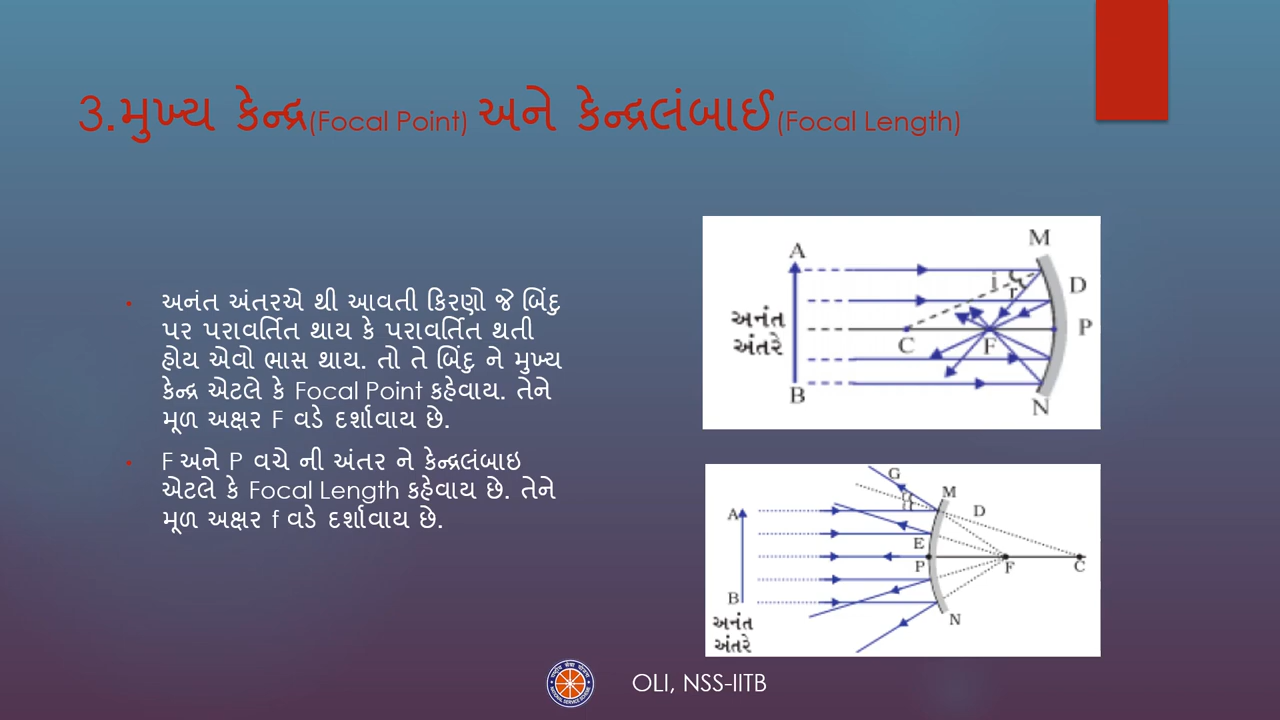 3.મુખ્ય કેન્દ્ર(Focal Point) અને કેન્દ્રલંબાઈ(Focal Length)
• અનંત અંતરએ થી આવતી કિરણો જે બિંદુ
પર પરાવર્તિત થાય કે પરાવર્તિત થતી
હોય એવો ભાસ થાય. તો તે બિંદુ ને મુખ્ય
કેન્દ્ર એટલે કે Focal Point કહેવાય. તેને
મૂળ અક્ષર F વડે દર્શાવાય છે.
• F અને P વચે ની અંતર ને કેન્દ્રલંબાઇ
એટલે કે Focal Length કહેવાય છે. તેને
મૂળ અક્ષર f વડે દર્શાવાય છે.
M
A
i
r
D
અનંત
અંતરે
C
F
P
B
N
G
M
A
D
E
P
F
C
B
N
અનંત
અંતરે
OLI, NSS-IITB